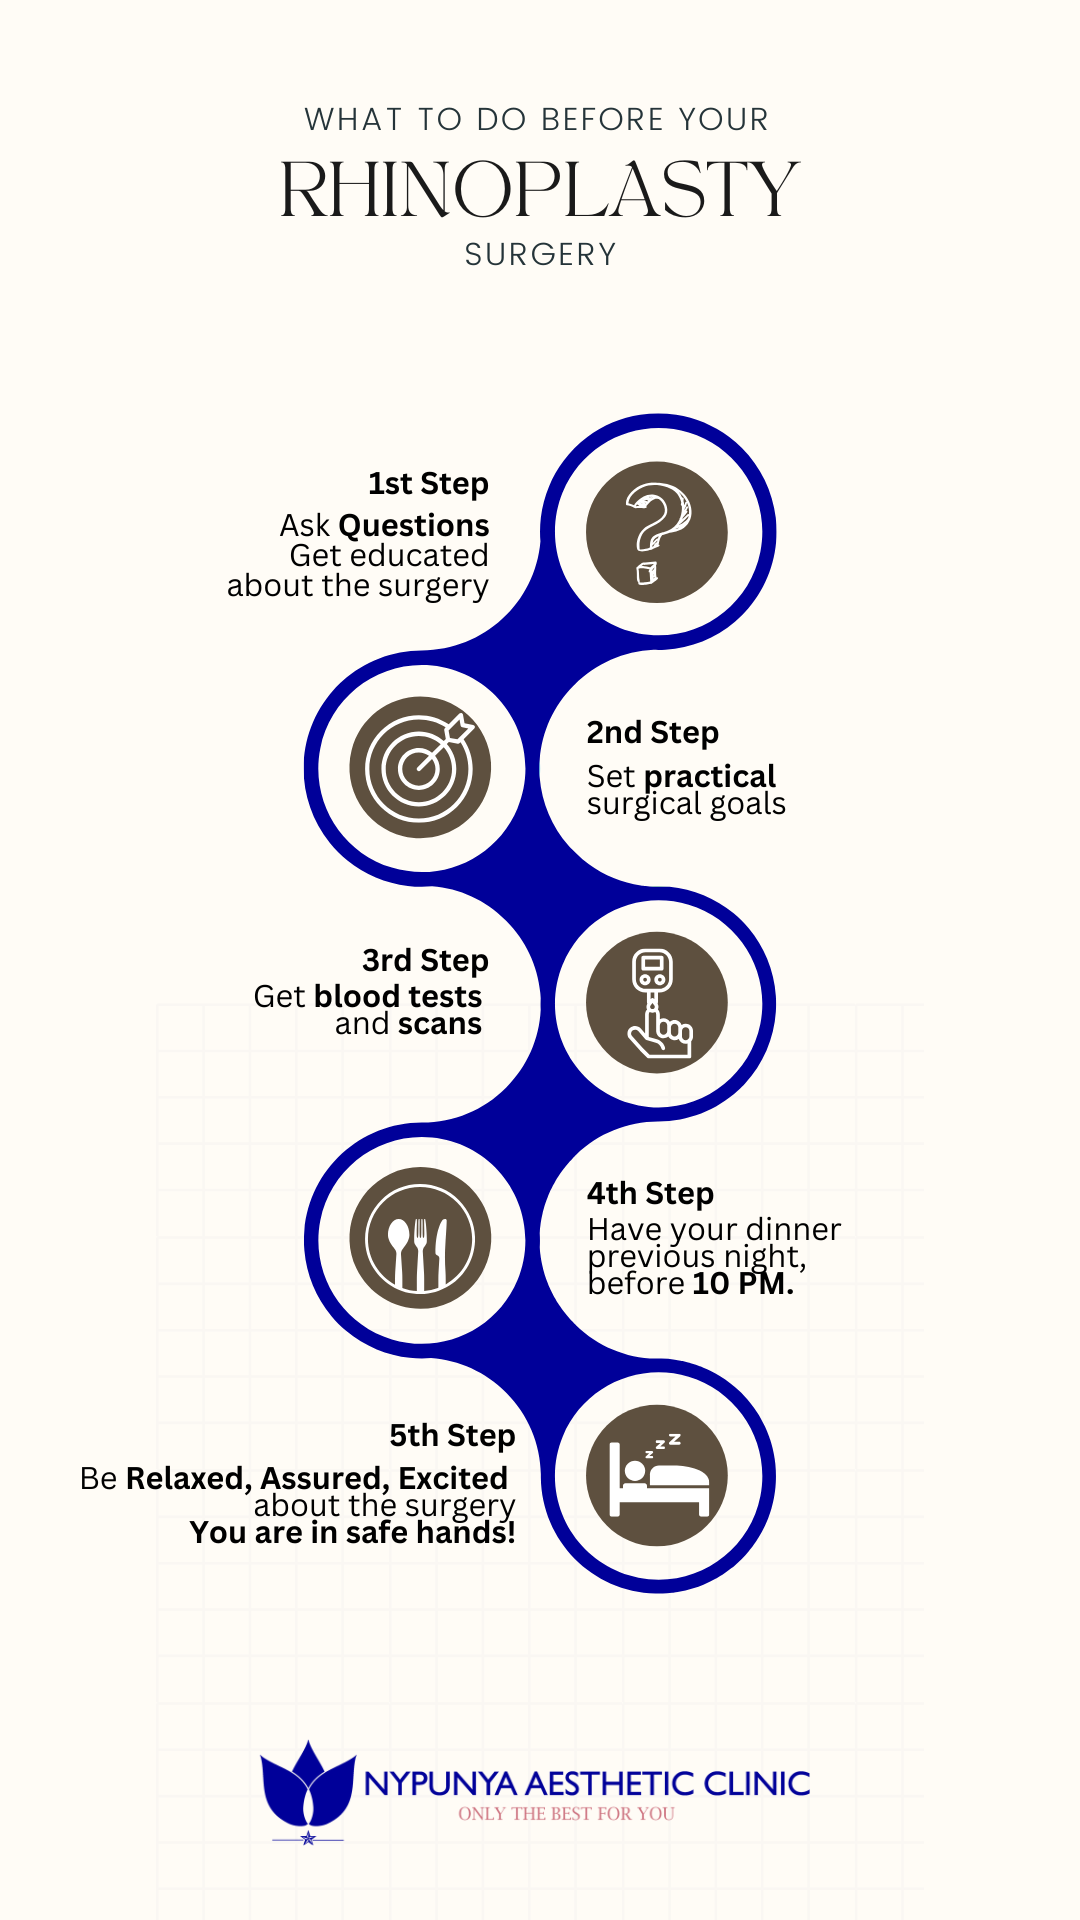 WHAT TO DO BEFORE YOUR
RHINOPLASTY
SURGERY
1st Step
Ask Questions
Get educated
about the surgery
2nd Step
Set practical
surgical goals
3rd Step
Get blood tests
and scans
4th Step
Have your dinner
previous night,
before 10 PM.
5th Step
Be Relaxed, Assured, Excited
about the surgery
You are in safe hands!
NYPUNYA AESTHETIC CLINIC
ONLY THE BEST FOR YOU